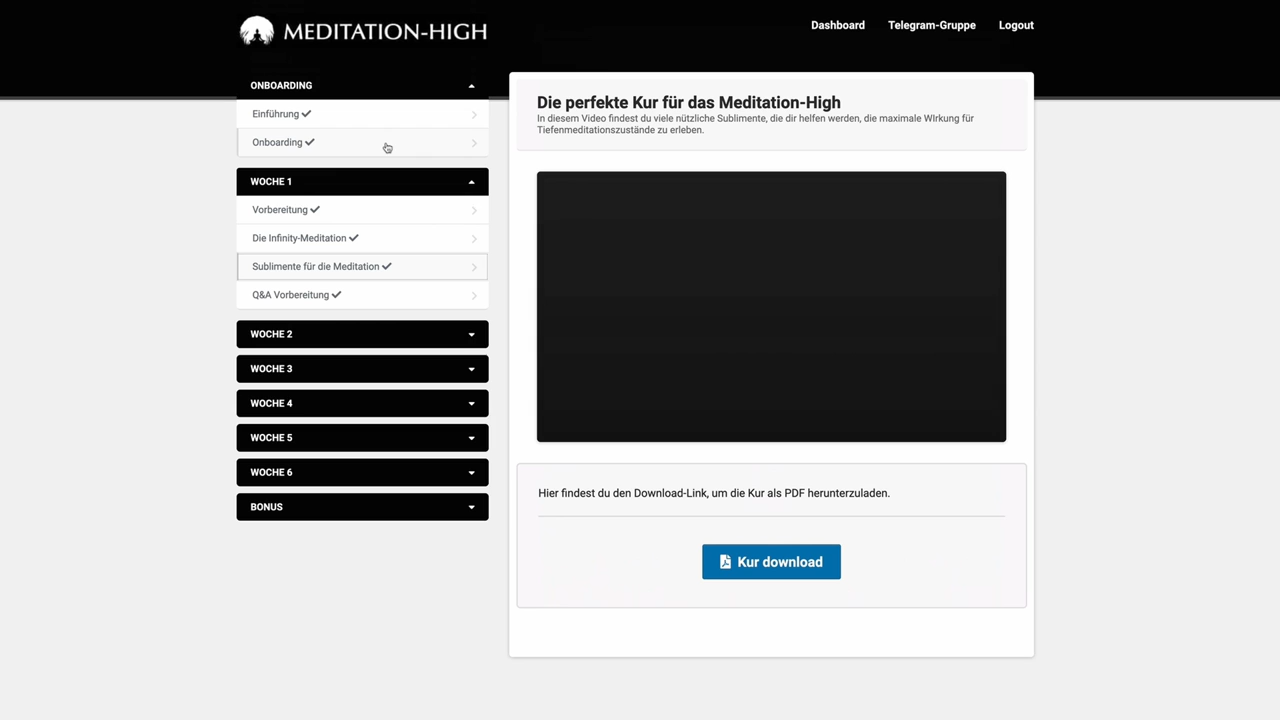 MEDITATION-HIGH
Dashboard Telegram-Gruppe Logout
ONBOARDING
Einführung
Onboarding
WOCHE 1
Vorbereitung
Die Infinity-Meditation
Sublimente für die Meditation
Q&A Vorbereitung
WOCHE 2
WOCHE 3
WOCHE 4
WOCHE 5
WOCHE 6
BONUS
Die perfekte Kur für das Meditation-High
In diesem Video findest du viele nützliche Sublimente, die dir helfen werden, die maximale WIrkung für
Tiefenmeditationszustände zu erleben.
Hier findest du den Download-Link, um die Kur als PDF herunterzuladen.
Kur download